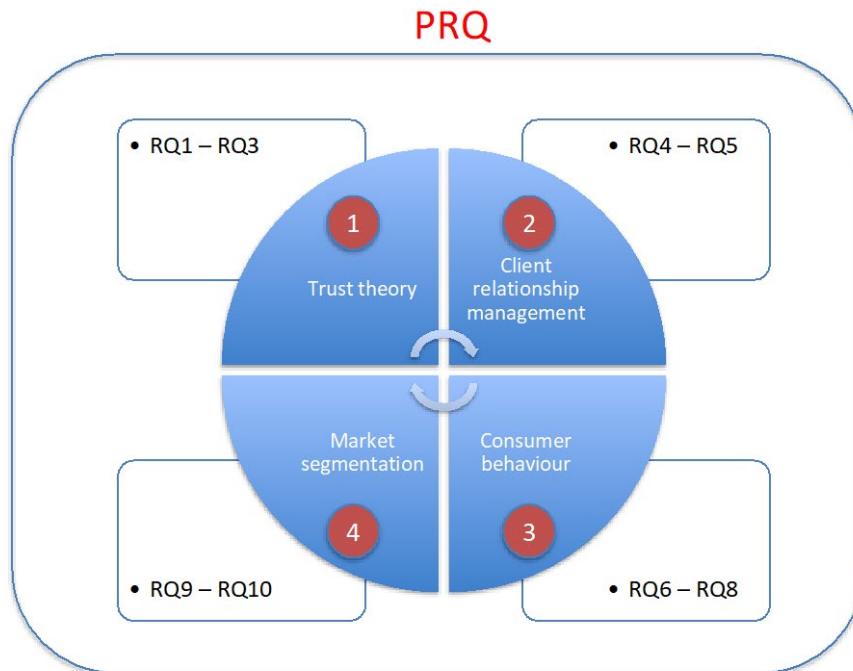 PRQ
• RQ1 – RQ3
• RQ4 – RQ5
1
Trust theory
2
Client
relationship
management
Market
segmentation
4
Consumer
behaviour
3
• RQ9 – RQ10
• RQ6 – RQ8